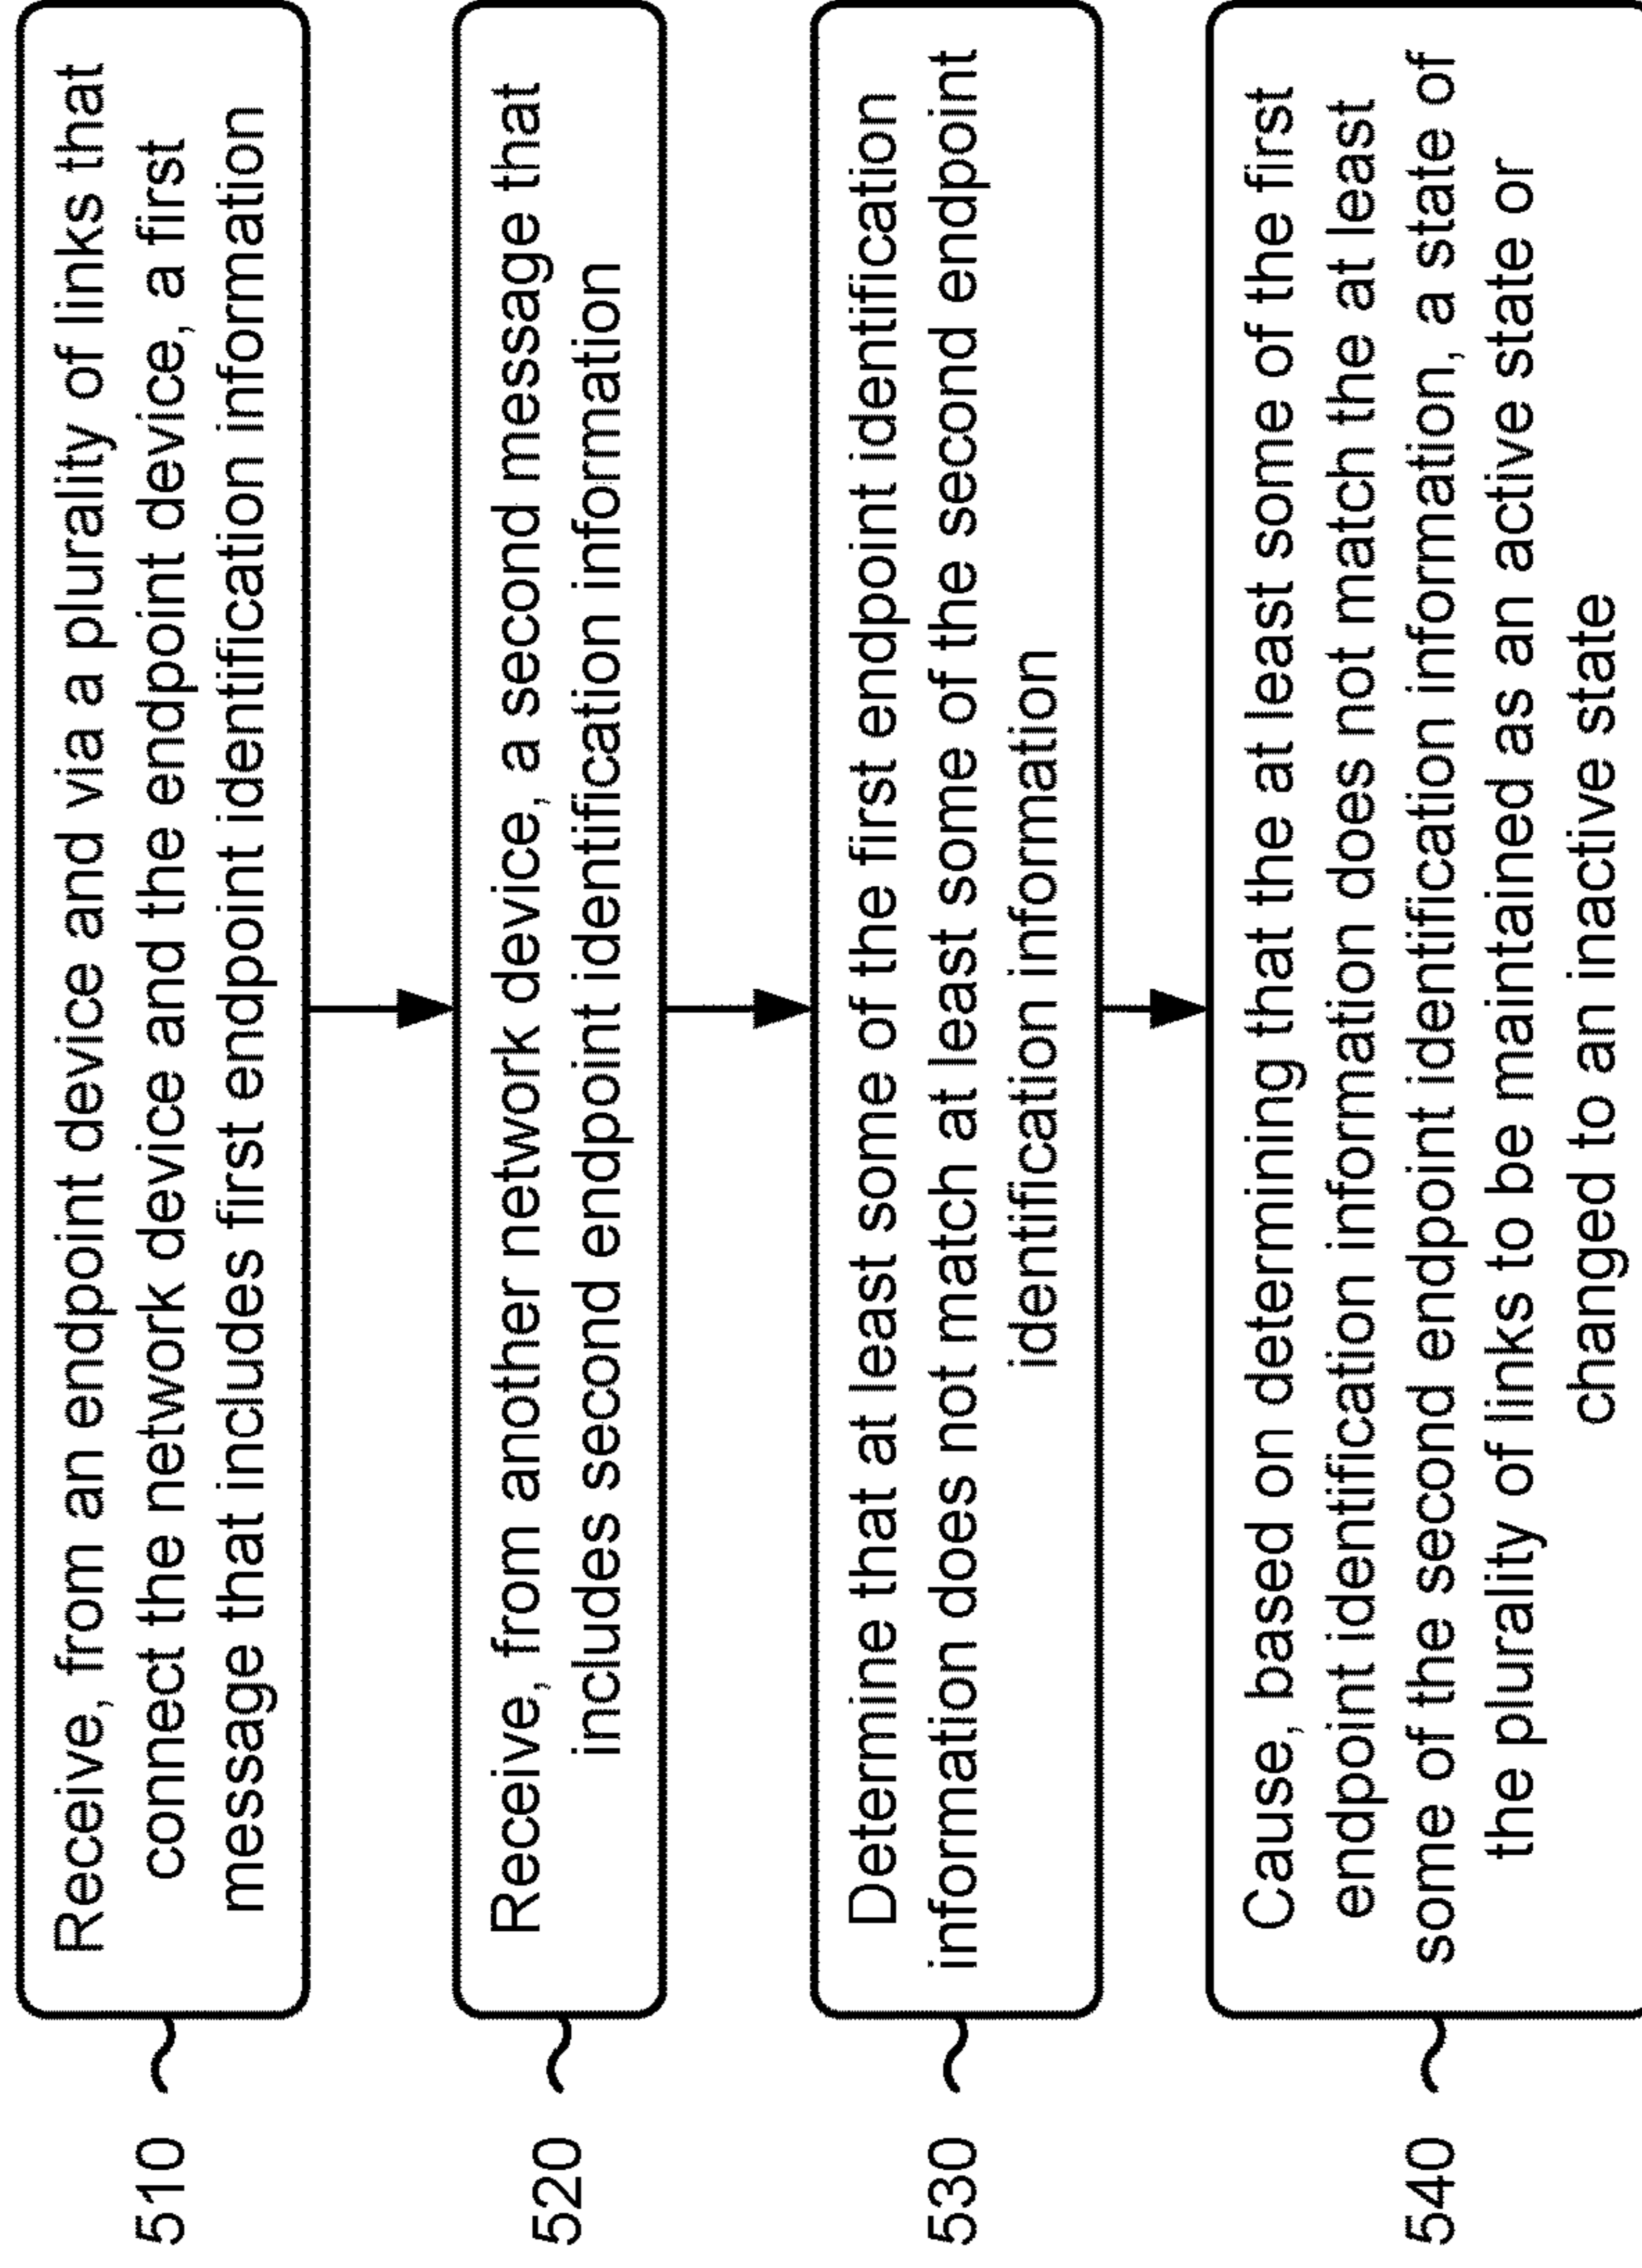 510
Receive, from an endpoint device and via a plurality of links that
connect the network device and the endpoint device, a first
message that includes first endpoint identification information
520
Receive, from another network device, a second message that
includes second endpoint identification information
530
Determine that at least some of the first endpoint identification
information does not match at least some of the second endpoint
identification information
540
Cause, based on determining that the at least some of the first
endpoint identification information does not match the at least
some of the second endpoint identification information, a state of
the plurality of links to be maintained as an active state or
changed to an inactive state